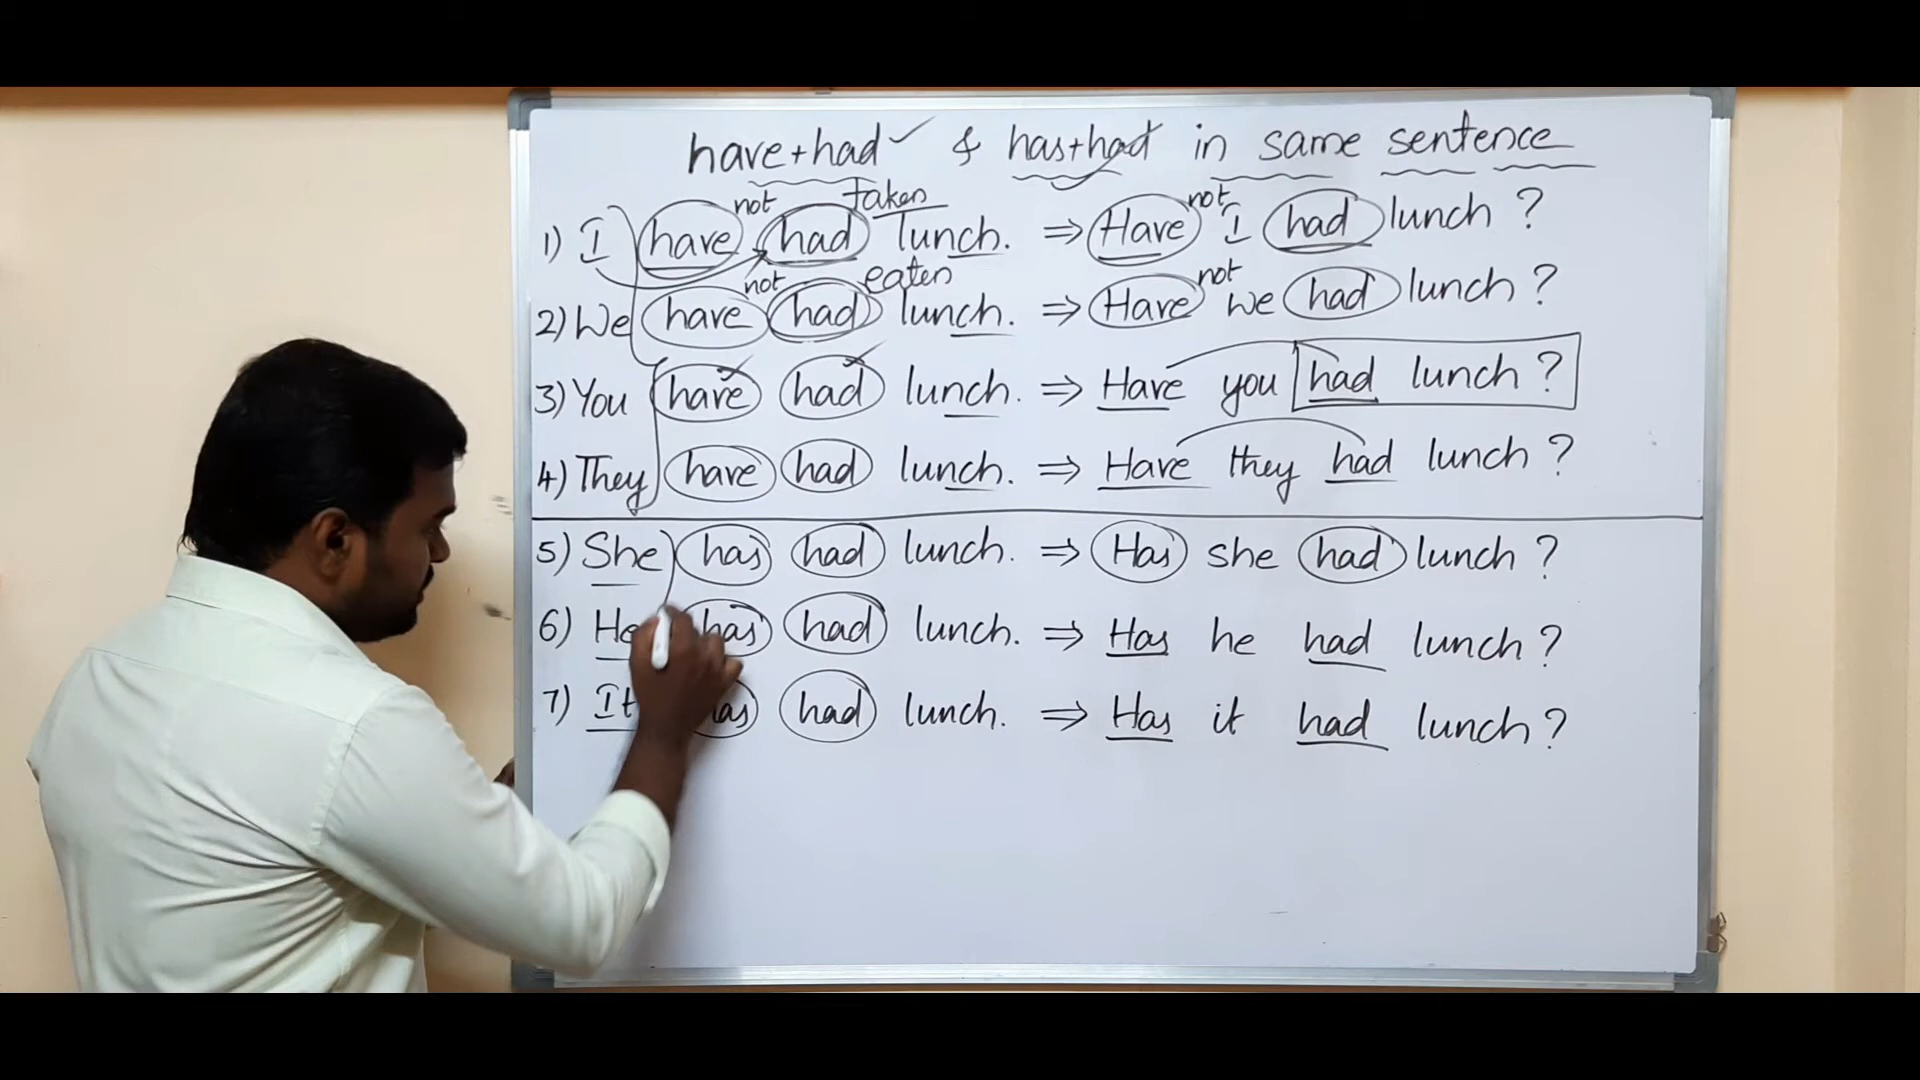 have+had & has+had in same sentence
not taken not
1) I have had lunch. ⇒ Have I had lunch ?
not eaten not
2) We have had lunch. ⇒ Have we had lunch ?
3) You have had lunch. ⇒ Have you had lunch ?
4) They have had lunch. ⇒ Have they had lunch ?
5) She has had lunch. ⇒ Has she had lunch ?
6) He has had lunch. ⇒ Has he had lunch ?
7) It has had lunch. ⇒ Has it had lunch ?